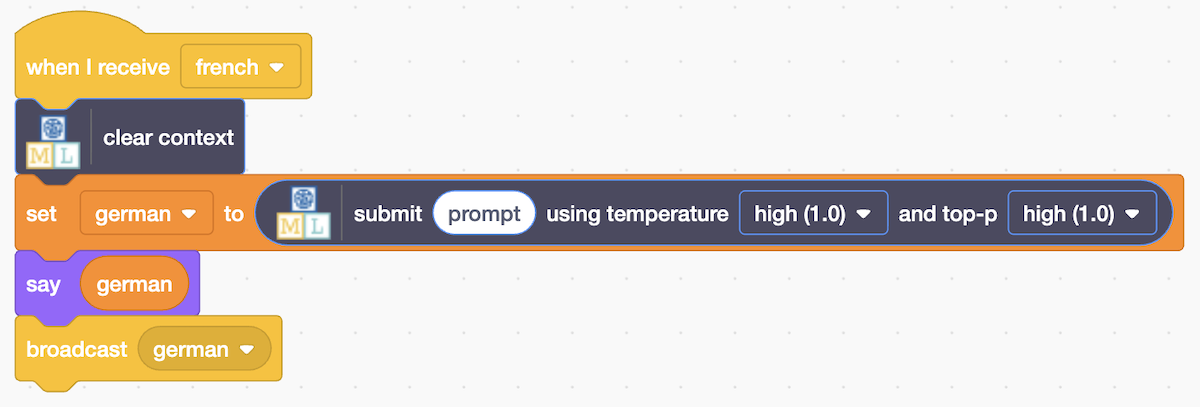 when I receive french
M L clear context
set german to M L submit prompt using temperature high (1.0) and top-p high (1.0)
say german
broadcast german